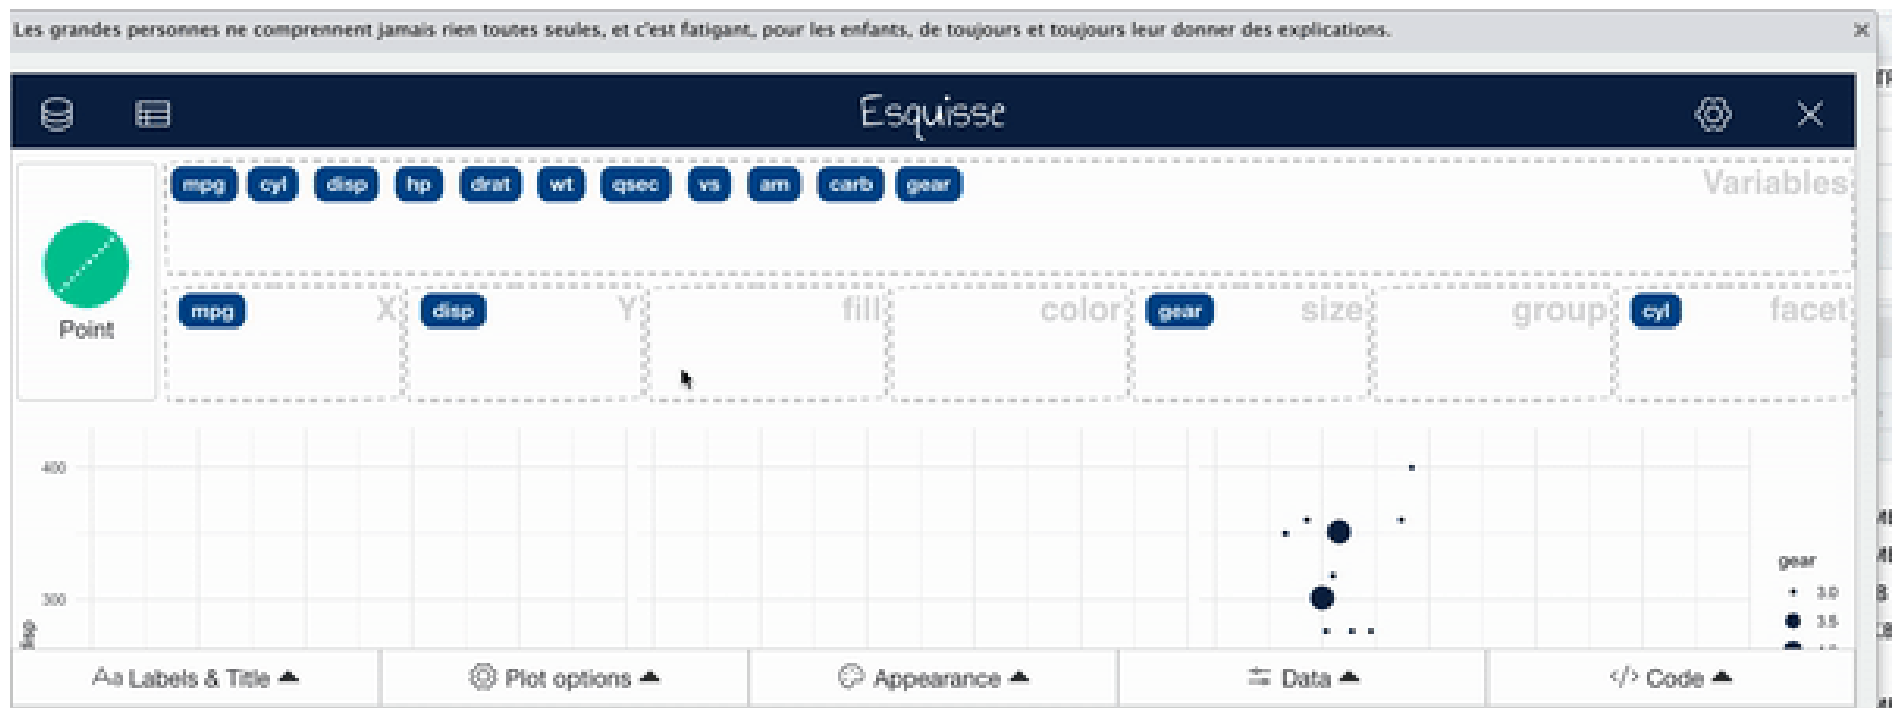 Les grandes personnes ne comprennent jamais rien toutes seules, et c'est fatigant, pour les enfants, de toujours et toujours leur donner des explications.
Esquisse
mpg cyl disp hp drat wt qsec vs am carb gear Variables
mpg X disp Y fill color gear size group cyl facet
Point
400
300
disp
gear
3.0
3.5
Aa Labels & Title Plot options Appearance Data </> Code